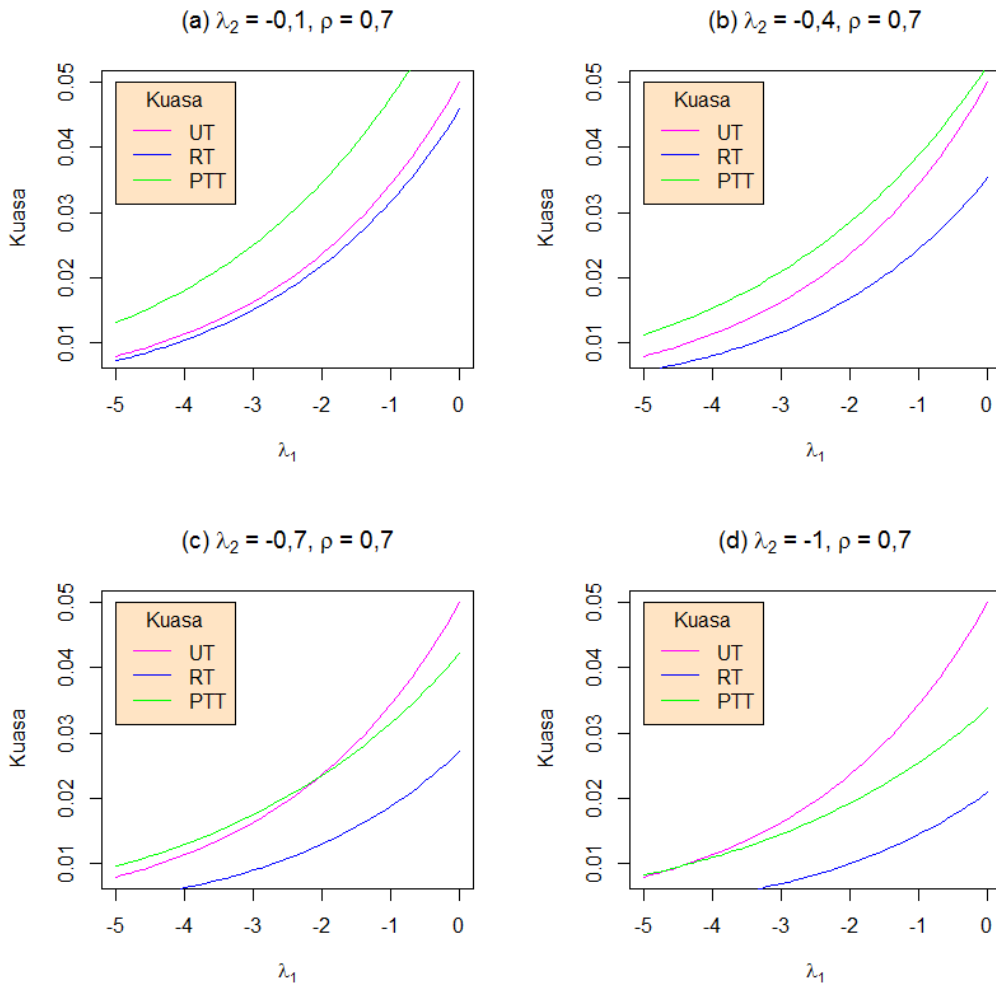 (a) λ₂ = -0,1, ρ = 0,7
Kuasa
0.05
0.04
0.03
0.02
0.01
Kuasa
UT
RT
PTT
-5 -4 -3 -2 -1 0
λ₁
(b) λ₂ = -0,4, ρ = 0,7
Kuasa
0.05
0.04
0.03
0.02
0.01
Kuasa
UT
RT
PTT
-5 -4 -3 -2 -1 0
λ₁
(c) λ₂ = -0,7, ρ = 0,7
Kuasa
0.05
0.04
0.03
0.02
0.01
Kuasa
UT
RT
PTT
-5 -4 -3 -2 -1 0
λ₁
(d) λ₂ = -1, ρ = 0,7
Kuasa
0.05
0.04
0.03
0.02
0.01
Kuasa
UT
RT
PTT
-5 -4 -3 -2 -1 0
λ₁